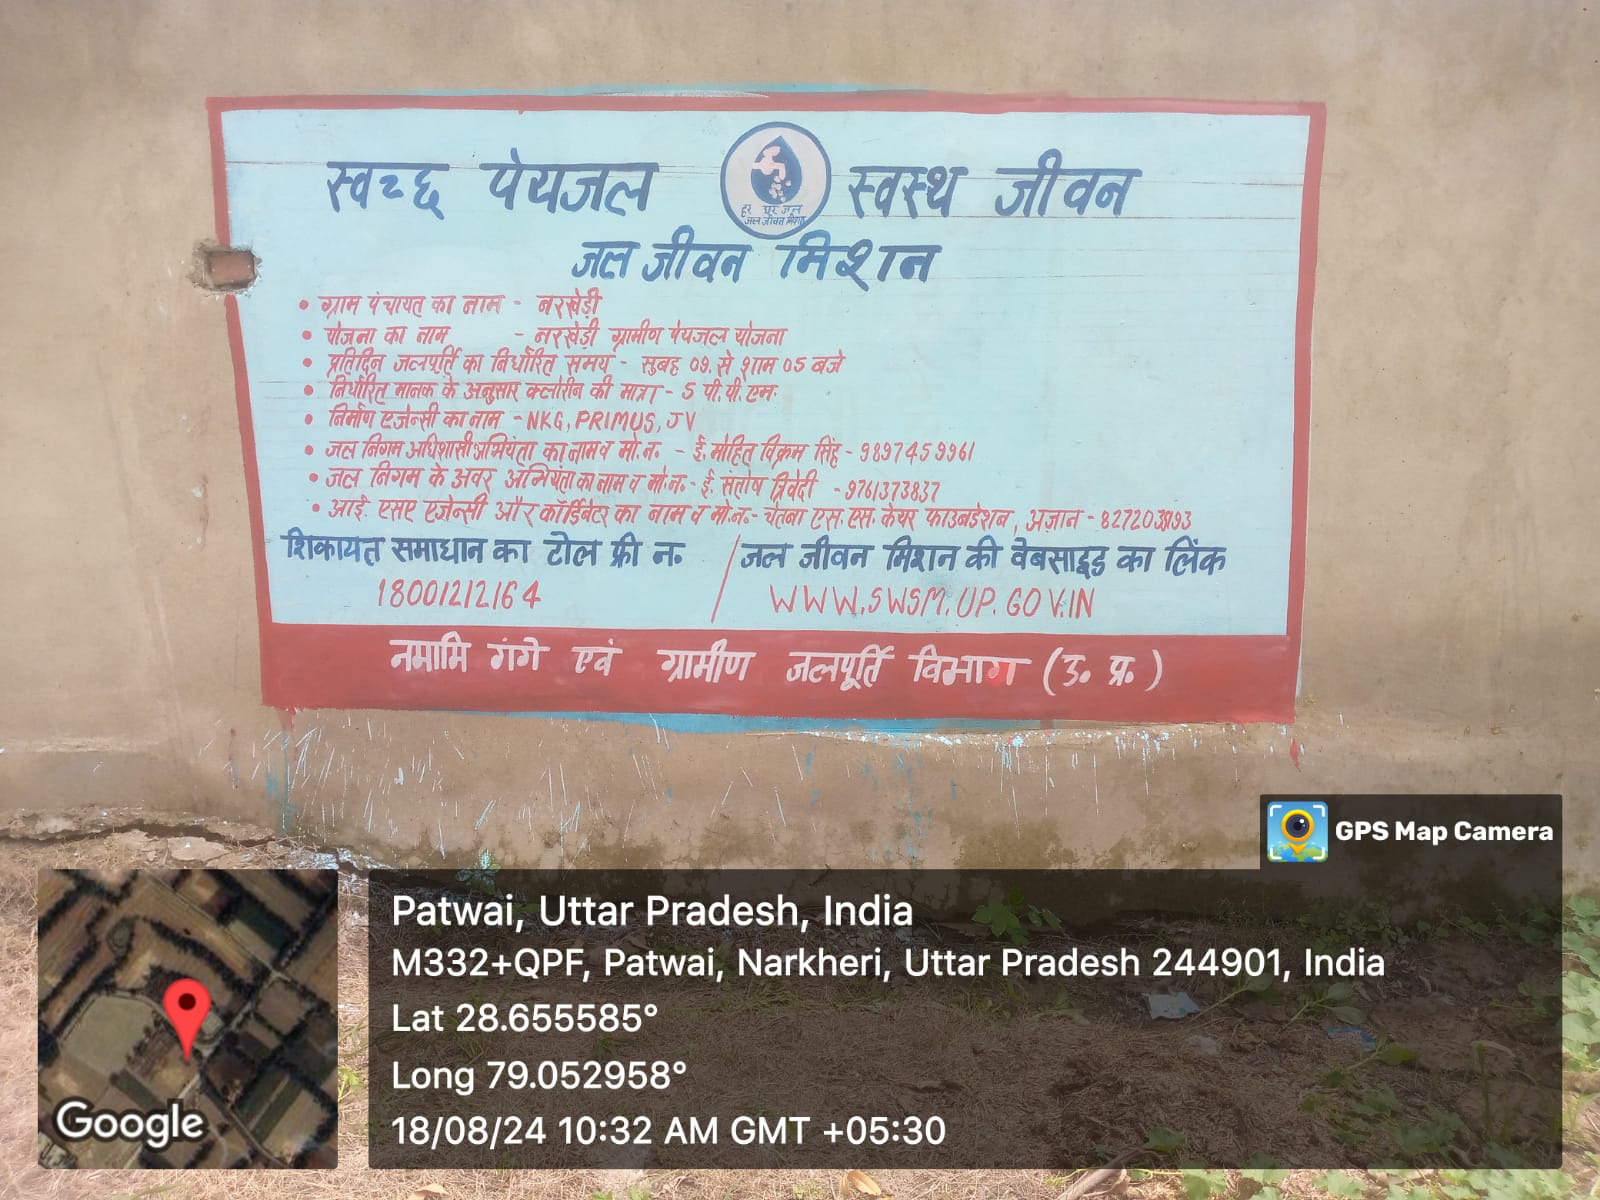 स्वच्छ पेयजल स्वस्थ जीवन
हर घर जल
जल जीवन मिशन
जल जीवन मिशन
• ग्राम पंचायत का नाम - नरखेड़ी
• योजना का नाम - नरखेड़ी ग्रामीण पेयजल योजना
• प्रतिदिन जलपूर्ति का निर्धारित समय - सुबह 09 से शाम 05 बजे
• निर्धारित मानक के अनुसार क्लोरीन की मात्रा - 5 पी.पी.एम.
• निर्माण एजेन्सी का नाम - NKG, PRIMUS, JV
• जल निगम अधिशासी अभियंता का नाम व मो.न. - ई. मोहित विक्रम सिंह - 9897459961
• जल निगम के अवर अभियंता का नाम व मो.न. - ई. संतोष त्रिवेदी - 9761373837
• आई. एसए एजेन्सी और कॉर्डिनेटर का नाम व मो.न. - चेतना एस. एस. केयर फाउनडेशन, अज़ान -
शिकायत समाधान का टोल फ्री न. / जल जीवन मिशन की वेबसाइड का लिंक
18001212164 WWW.SWSM.UP.GOV.IN
नमामि गंगे एवं ग्रामीण जलपूर्ति विभाग (उ. प्र.)
GPS Map Camera
Patwai, Uttar Pradesh, India
M332+QPF, Patwai, Narkheri, Uttar Pradesh 244901, India
Lat 28.655585°
Long 79.052958°
18/08/24 10:32 AM GMT +05:30
Google